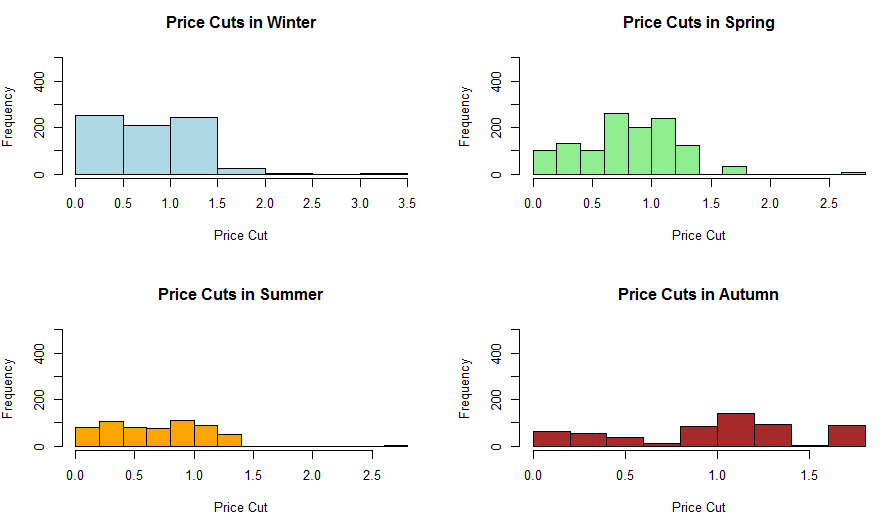 Price Cuts in Winter
Frequency
0 200 400
0.0 0.5 1.0 1.5 2.0 2.5 3.0 3.5
Price Cut
Price Cuts in Spring
Frequency
0 200 400
0.0 0.5 1.0 1.5 2.0 2.5
Price Cut
Price Cuts in Summer
Frequency
0 200 400
0.0 0.5 1.0 1.5 2.0 2.5
Price Cut
Price Cuts in Autumn
Frequency
0 200 400
0.0 0.5 1.0 1.5
Price Cut